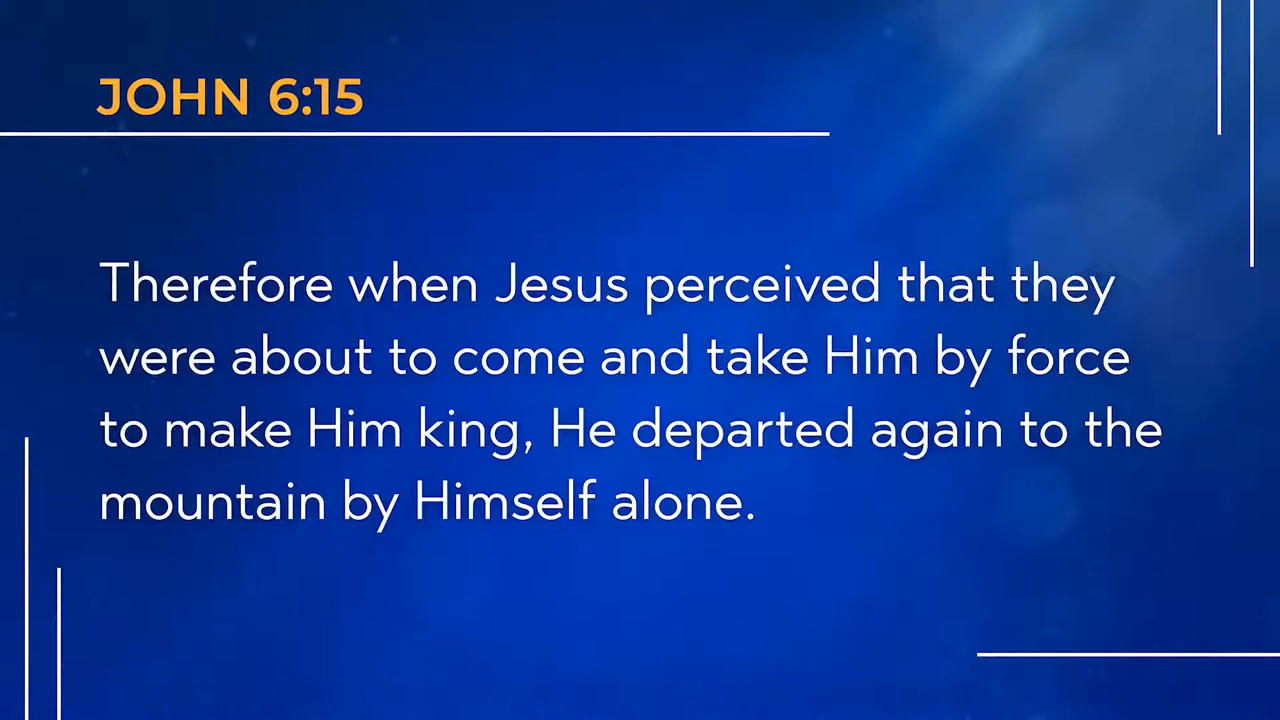 JOHN 6:15
Therefore when Jesus perceived that they
were about to come and take Him by force
to make Him king, He departed again to the
mountain by Himself alone.